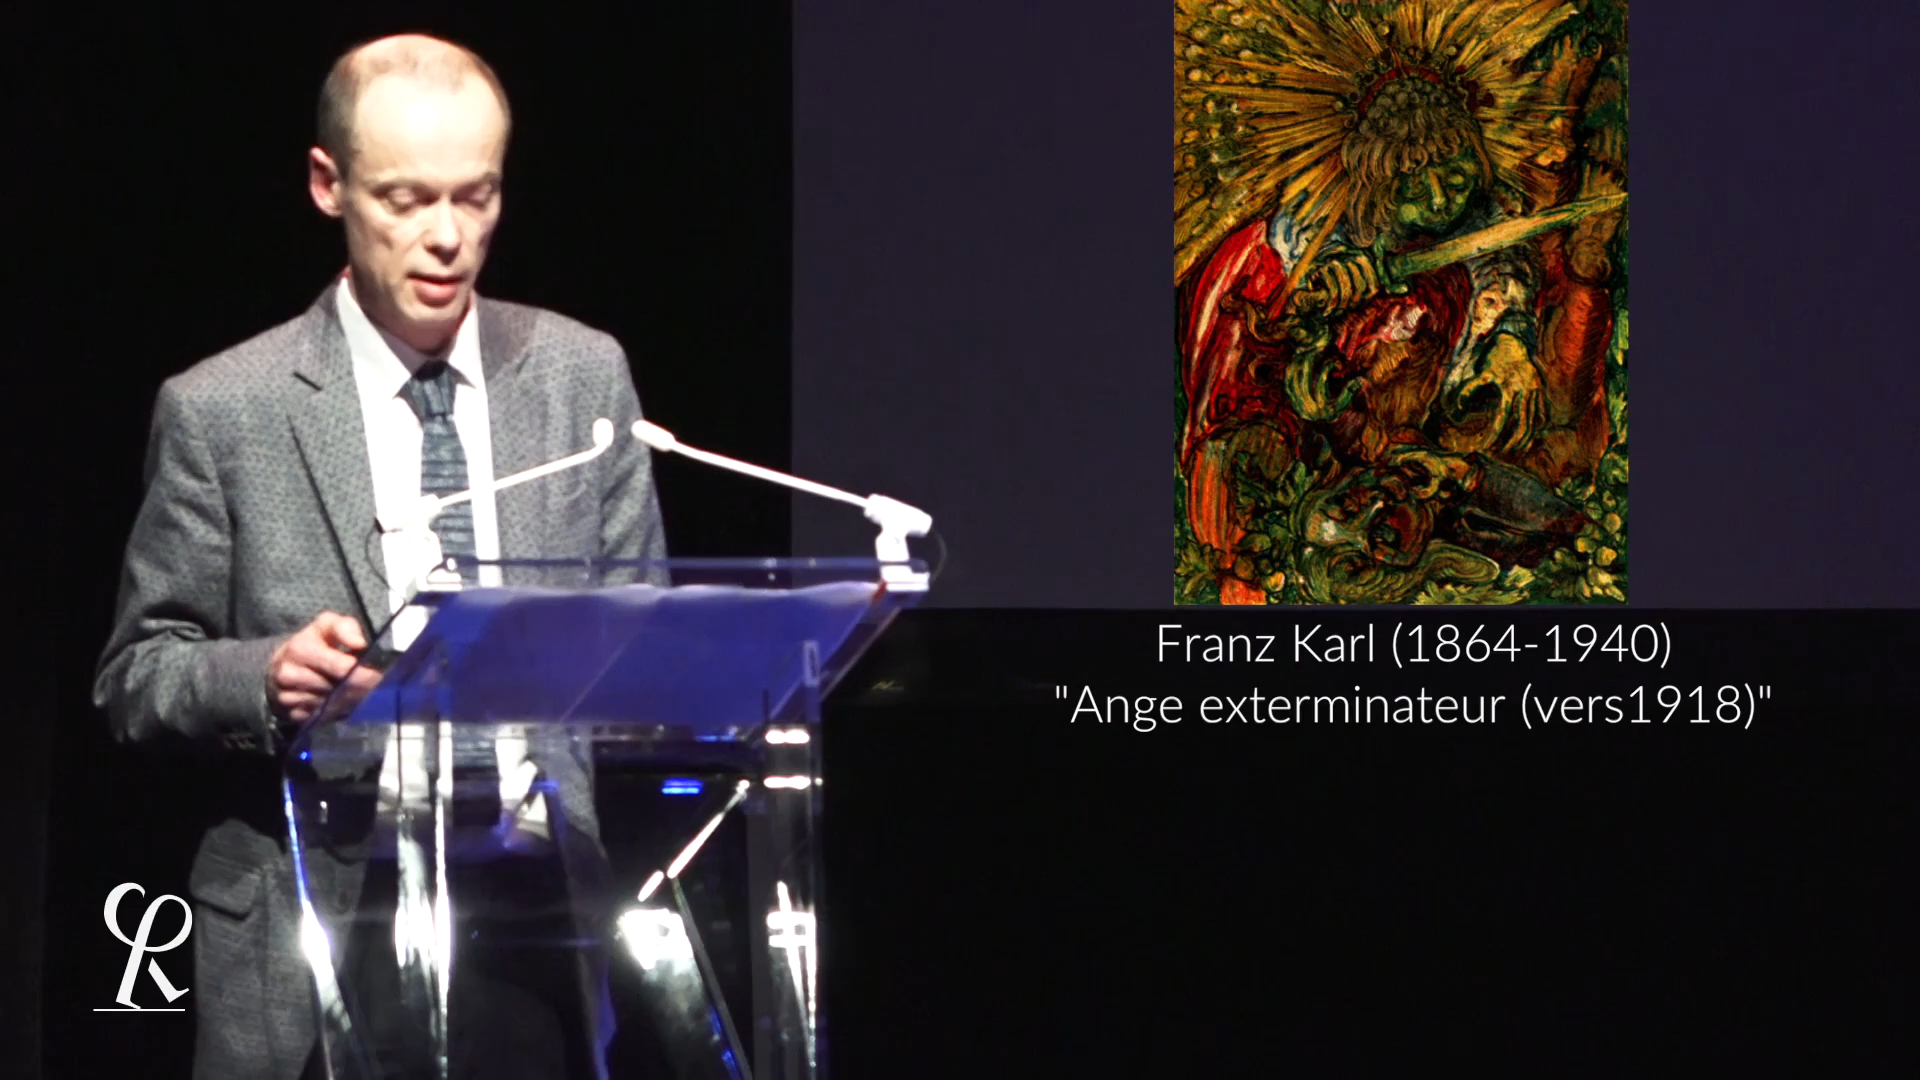 Franz Karl (1864-1940)
"Ange exterminateur (vers1918)"
R